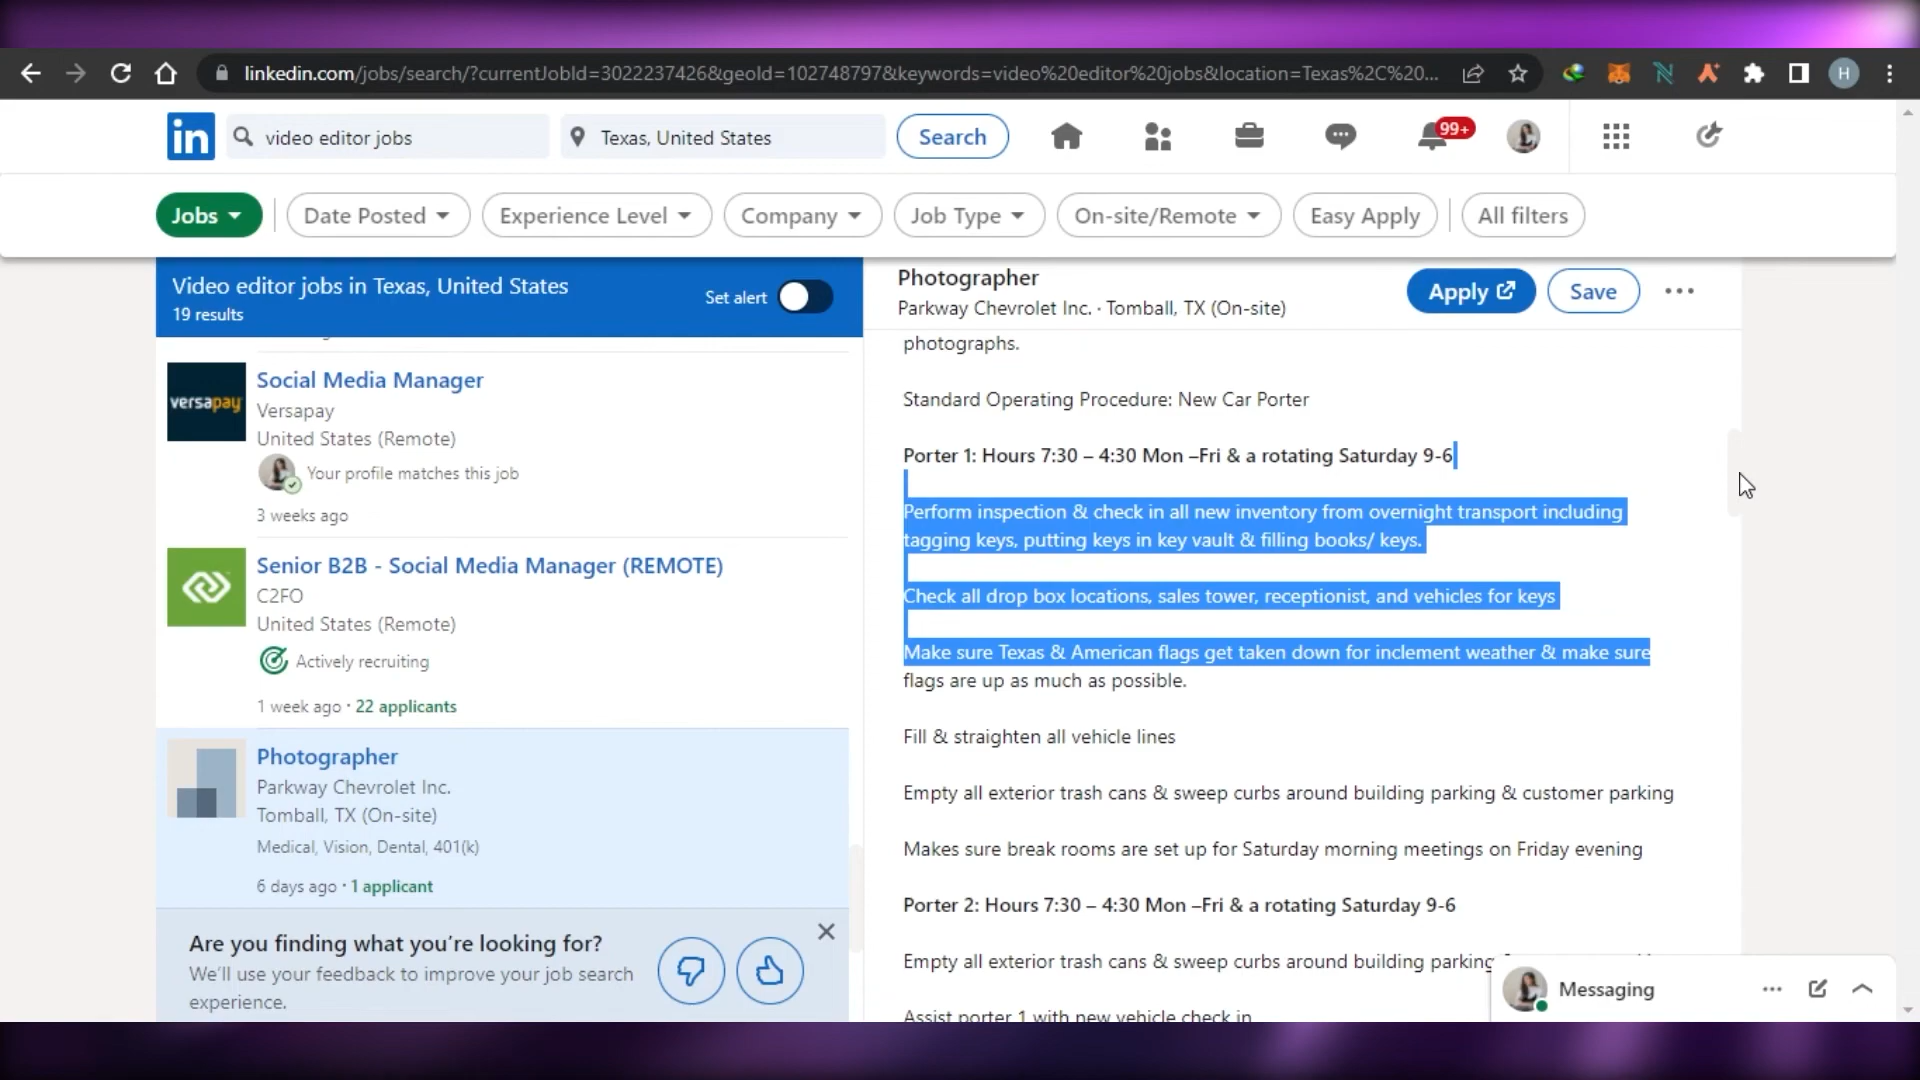 linkedin.com/jobs/search/?currentJobId=3022237426&geoId=102748797&keywords=video%20editor%20jobs&location=Texas%2C%20...
H
in
video editor jobs
Texas, United States
Search
99+
Jobs
Date Posted
Experience Level
Company
Job Type
On-site/Remote
Easy Apply
All filters
Video editor jobs in Texas, United States
19 results
Set alert
versapay
Social Media Manager
Versapay
United States (Remote)
Your profile matches this job
3 weeks ago
Senior B2B - Social Media Manager (REMOTE)
C2FO
United States (Remote)
Actively recruiting
1 week ago · 22 applicants
Photographer
Parkway Chevrolet Inc.
Tomball, TX (On-site)
Medical, Vision, Dental, 401(k)
6 days ago · 1 applicant
Are you finding what you're looking for?
We'll use your feedback to improve your job search
experience.
Photographer
Parkway Chevrolet Inc. · Tomball, TX (On-site)
Apply
Save
photographs.
Standard Operating Procedure: New Car Porter
Porter 1: Hours 7:30 – 4:30 Mon –Fri & a rotating Saturday 9-6
Perform inspection & check in all new inventory from overnight transport including
tagging keys, putting keys in key vault & filling books/ keys.
Check all drop box locations, sales tower, receptionist, and vehicles for keys
Make sure Texas & American flags get taken down for inclement weather & make sure
flags are up as much as possible.
Fill & straighten all vehicle lines
Empty all exterior trash cans & sweep curbs around building parking & customer parking
Makes sure break rooms are set up for Saturday morning meetings on Friday evening
Porter 2: Hours 7:30 – 4:30 Mon –Fri & a rotating Saturday 9-6
Empty all exterior trash cans & sweep curbs around building parking
Assist porter 1 with new vehicle check in
Messaging